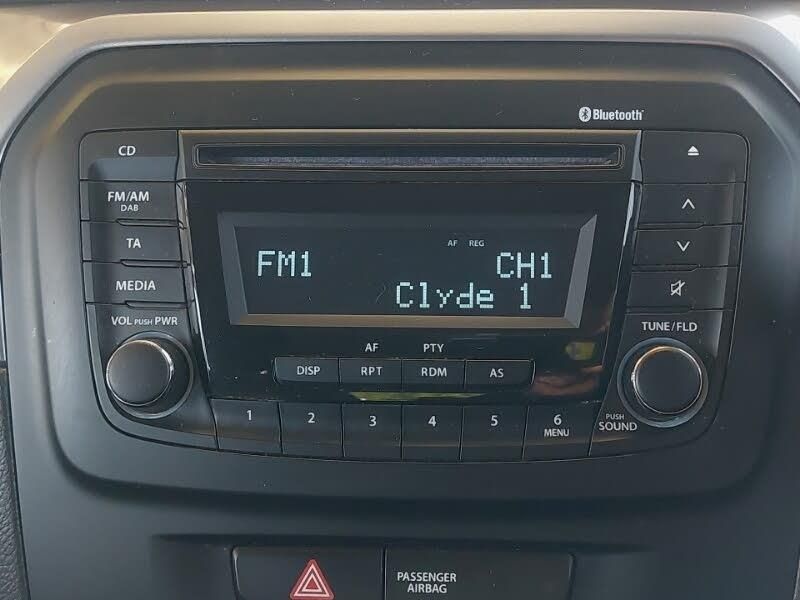 Bluetooth
CD
FM/AM
DAB
TA
MEDIA
VOL PUSH PWR
AF REG
FM1 CH1
Clyde 1
TUNE/FLD
AF PTY
DISP RPT RDM AS
1 2 3 4 5 6
MENU
PUSH
SOUND
PASSENGER
AIRBAG